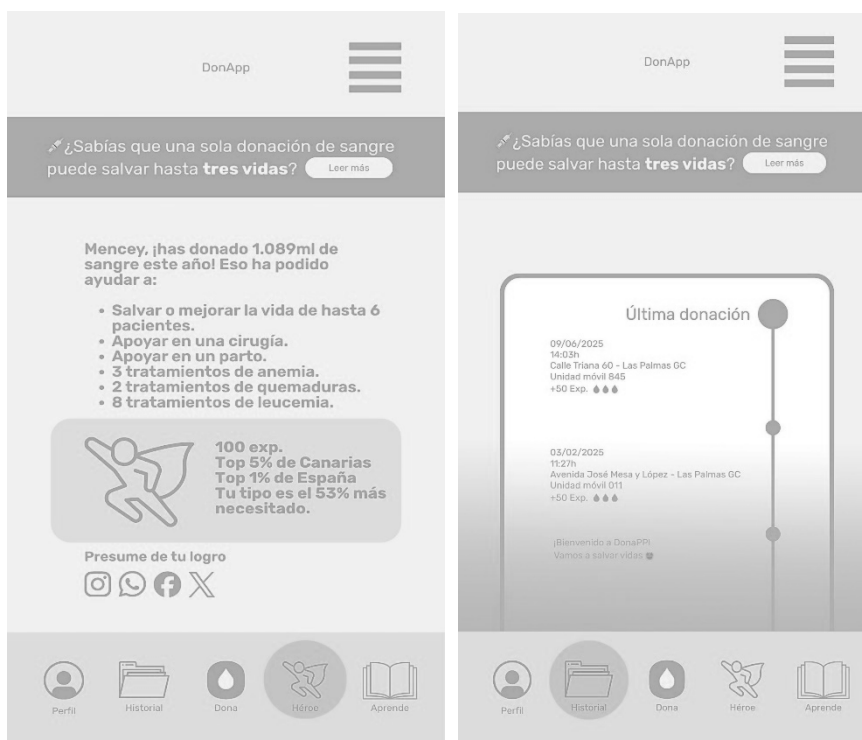 DonApp
¿Sabías que una sola donación de sangre
puede salvar hasta tres vidas? Leer más
Mencey, ¡has donado 1.089ml de
sangre este año! Eso ha podido
ayudar a:
• Salvar o mejorar la vida de hasta 6
pacientes.
• Apoyar en una cirugía.
• Apoyar en un parto.
• 3 tratamientos de anemia.
• 2 tratamientos de quemaduras.
• 8 tratamientos de leucemia.
100 exp.
Top 5% de Canarias
Top 1% de España
Tu tipo es el 53% más
necesitado.
Presume de tu logro
Perfil Historial Dona Héroe Aprende
DonApp
¿Sabías que una sola donación de sangre
puede salvar hasta tres vidas? Leer más
Última donación
09/06/2025
14:03h
Calle Triana 60 - Las Palmas GC
Unidad móvil 845
+50 Exp.
03/02/2025
11:27h
Avenida José Mesa y López - Las Palmas GC
Unidad móvil 011
+50 Exp.
¡Bienvenido a DonaPP!
Vamos a salvar vidas
Perfil Historial Dona Héroe Aprende